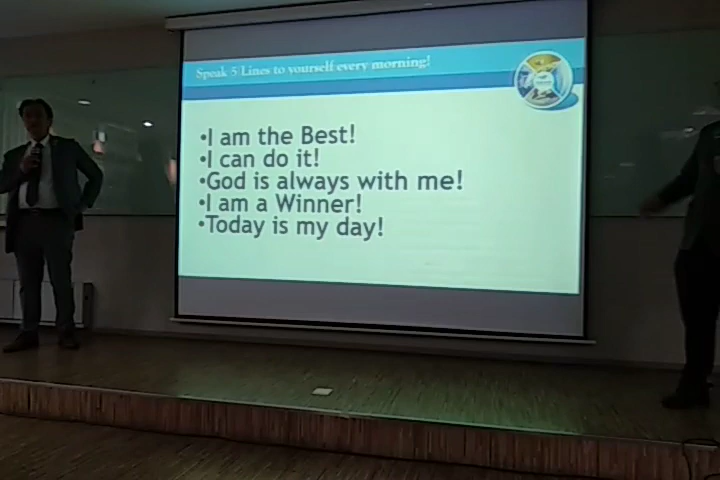 Speak 5 Lines to yourself every morning!
•I am the Best!
•I can do it!
•God is always with me!
•I am a Winner!
•Today is my day!